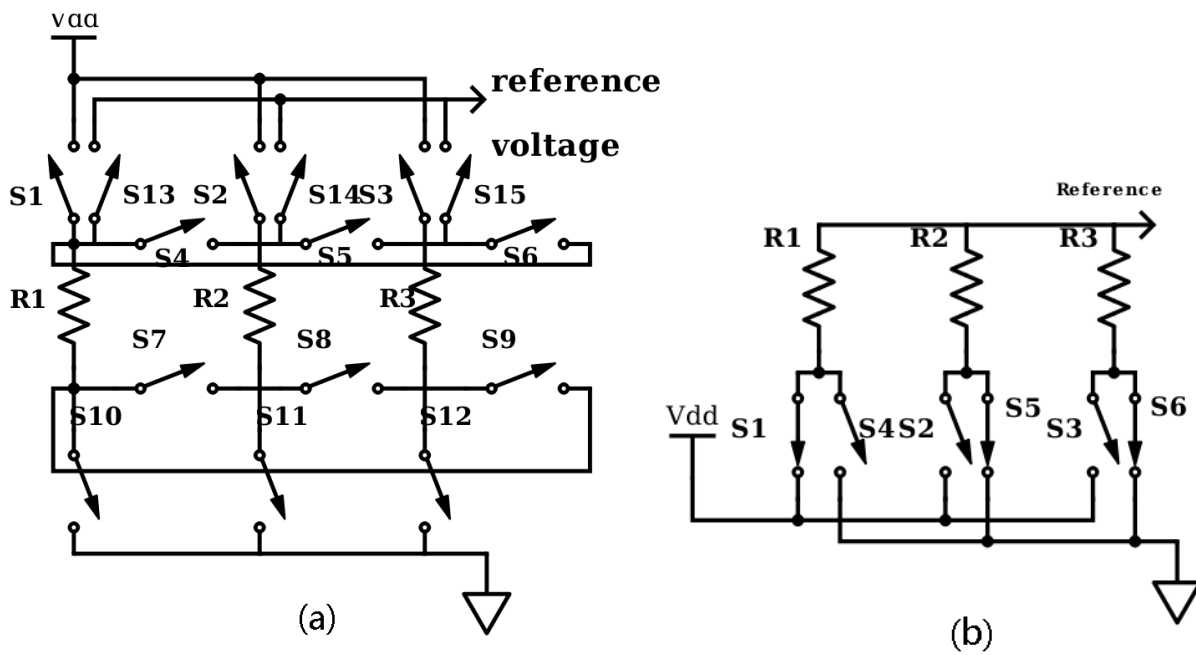 Vdd
reference
voltage
S1 S13 S2 S14 S3 S15
S4 S5 S6
R1 R2 R3
S7 S8 S9
S10 S11 S12
(a)
Reference
R1 R2 R3
Vdd
S1 S4 S2 S5 S3 S6
(b)